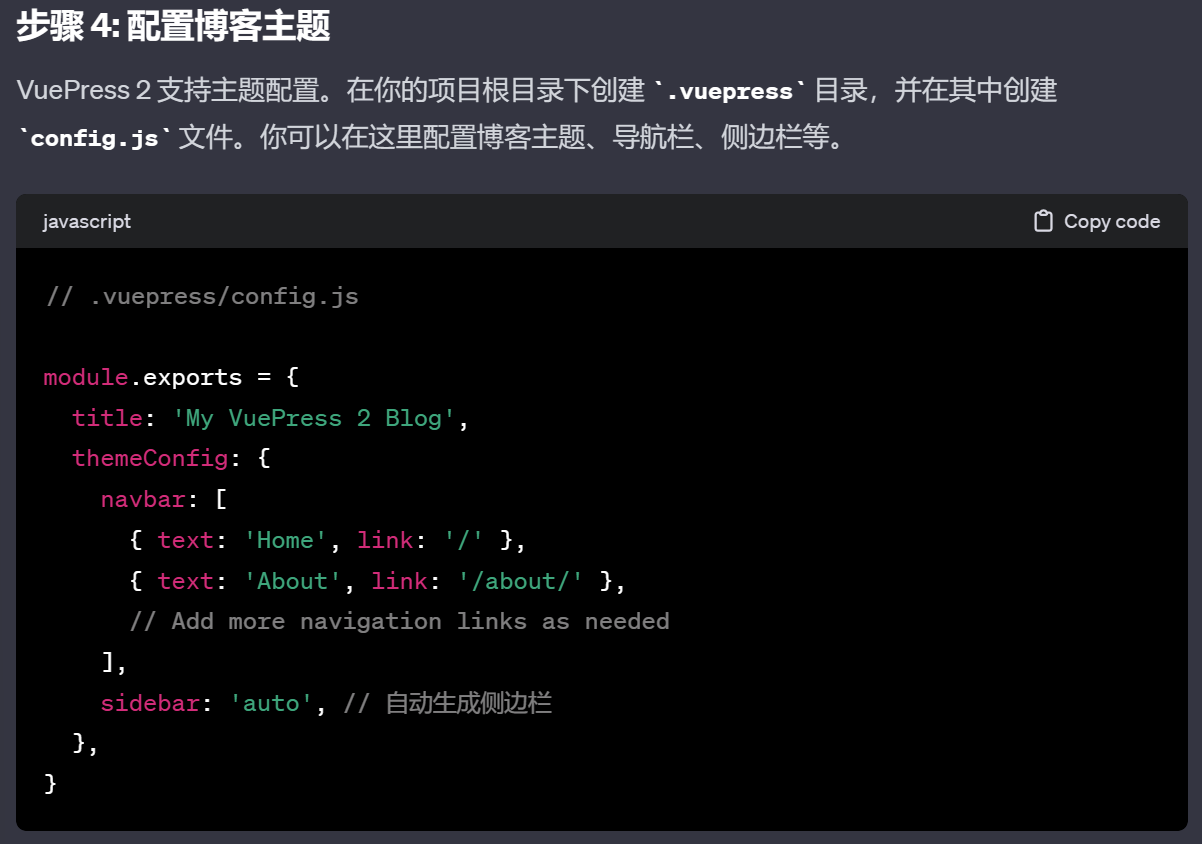 步骤 4: 配置博客主题
VuePress 2 支持主题配置。在你的项目根目录下创建 `.vuepress` 目录，并在其中创建
`config.js` 文件。你可以在这里配置博客主题、导航栏、侧边栏等。
javascript
Copy code
// .vuepress/config.js
module.exports = {
  title: 'My VuePress 2 Blog',
  themeConfig: {
    navbar: [
      { text: 'Home', link: '/' },
      { text: 'About', link: '/about/' },
      // Add more navigation links as needed
    ],
    sidebar: 'auto', // 自动生成侧边栏
  },
}